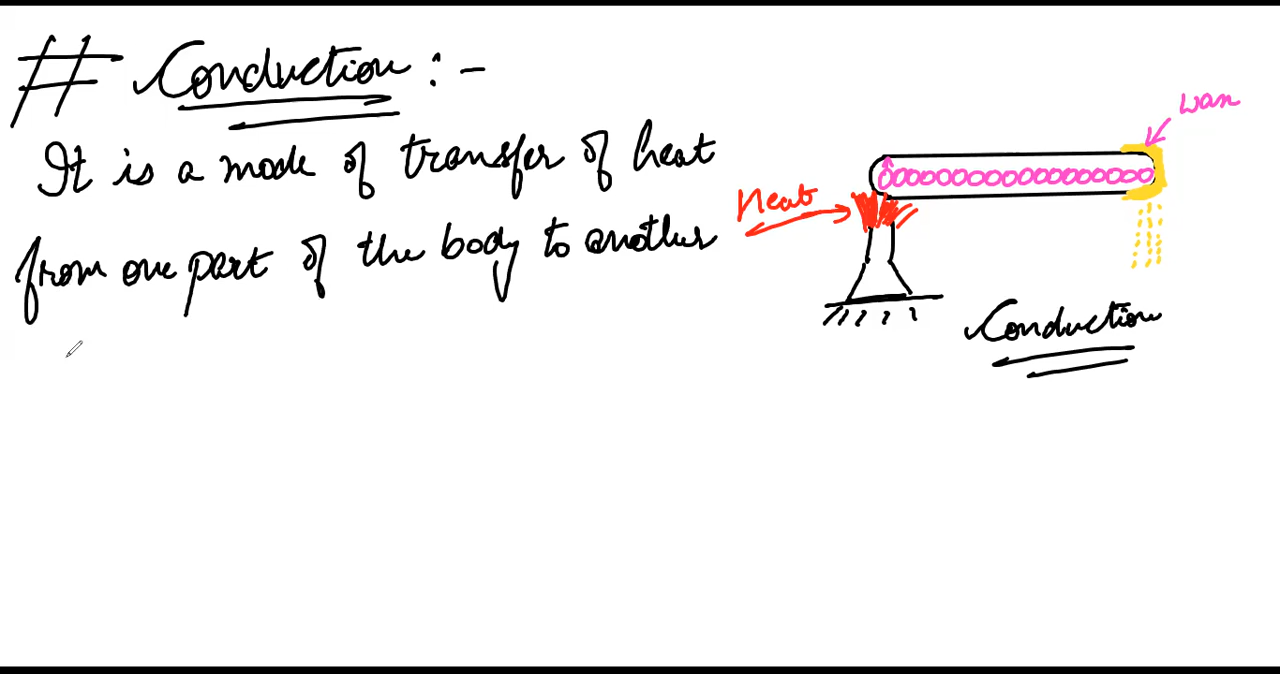 # Conduction :-
It is a mode of transfer of heat
from one part of the body to another
wax
Heat
Conduction